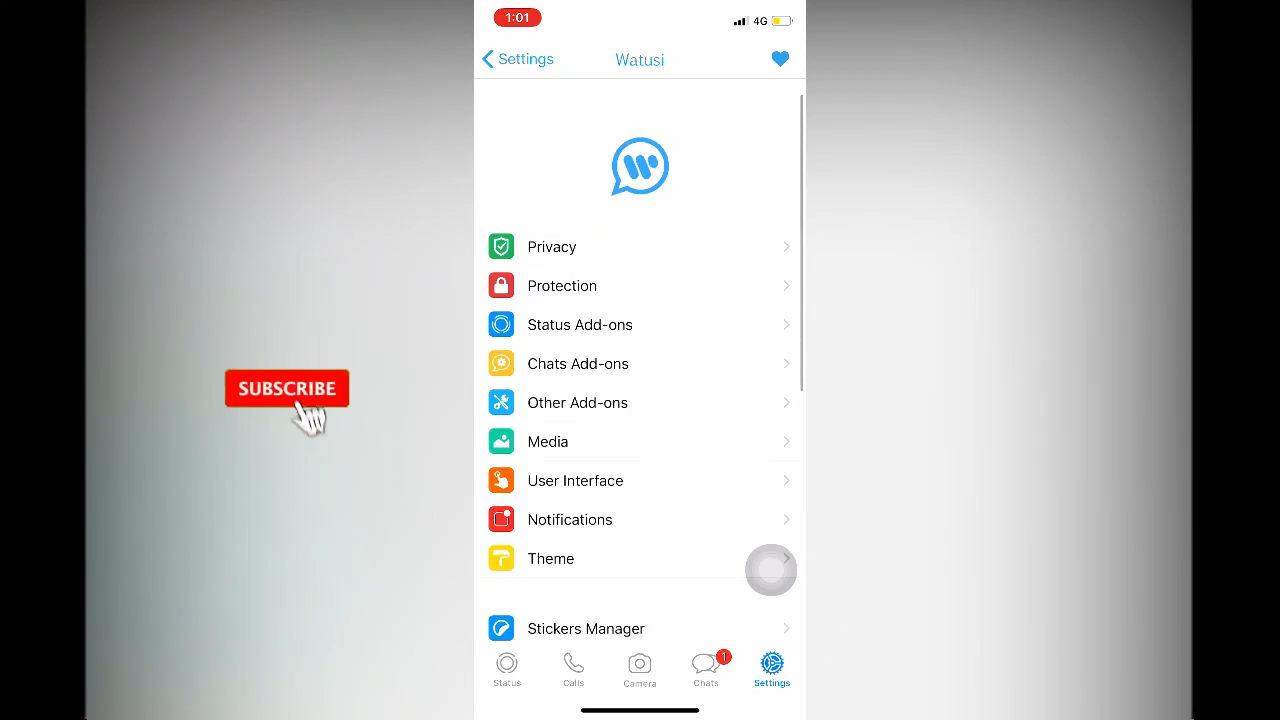 1:01
4G
Settings
Watusi
Privacy
Protection
Status Add-ons
Chats Add-ons
SUBSCRIBE
Other Add-ons
Media
User Interface
Notifications
Theme
Stickers Manager
1
Status
Calls
Camera
Chats
Settings